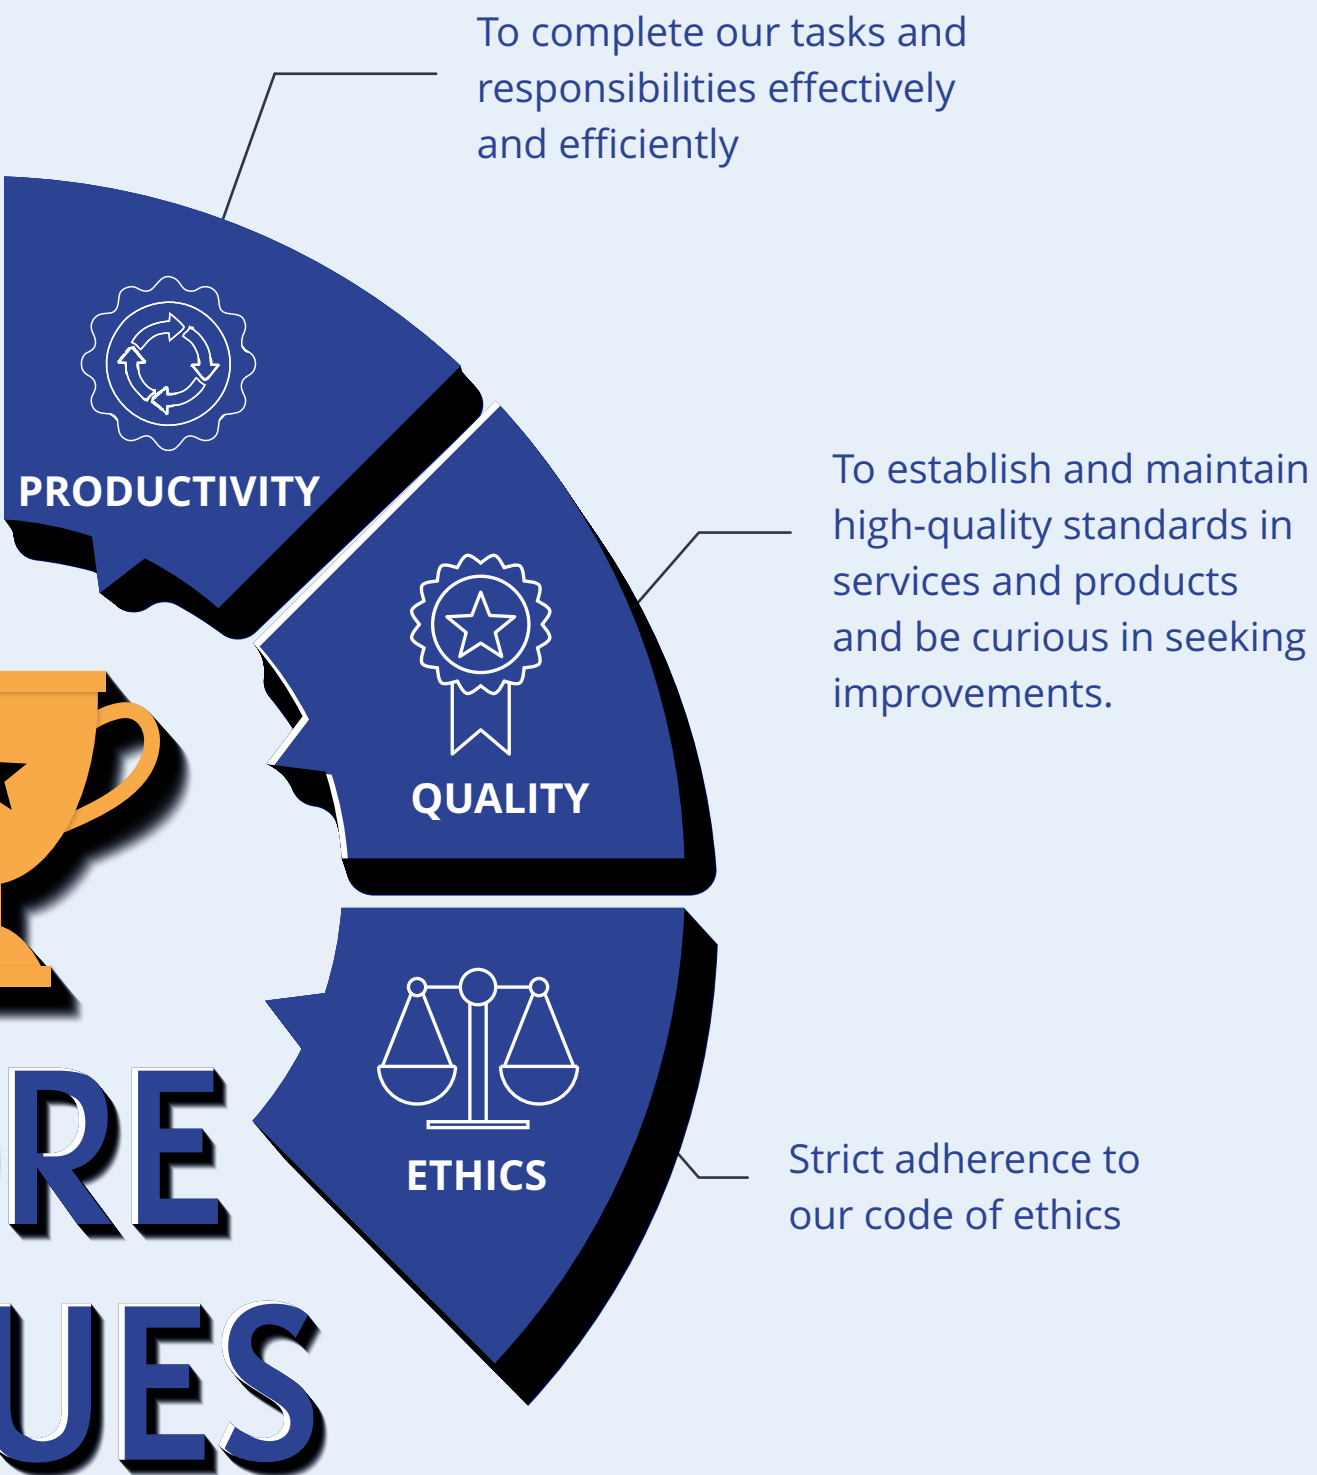 To complete our tasks and
responsibilities effectively
and efficiently
PRODUCTIVITY
To establish and maintain
high-quality standards in
services and products
and be curious in seeking
improvements.
QUALITY
Strict adherence to
our code of ethics
ETHICS
RE
UES